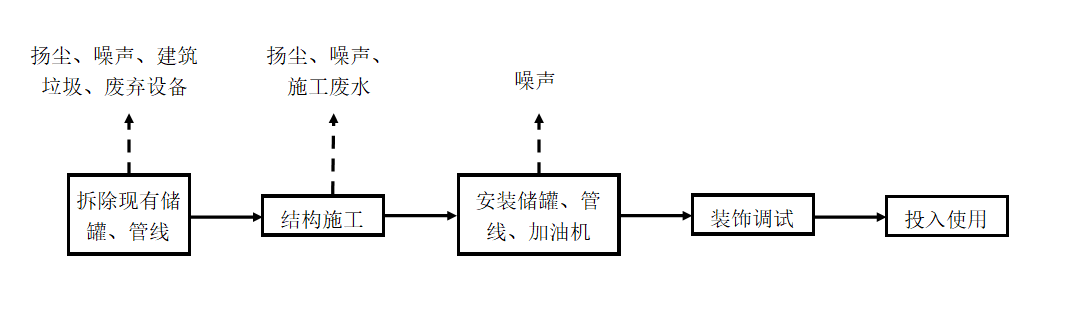 扬尘、噪声、建筑
垃圾、废弃设备
扬尘、噪声、
施工废水
噪声
拆除现有储
罐、管线
结构施工
安装储罐、管
线、加油机
装饰调试
投入使用